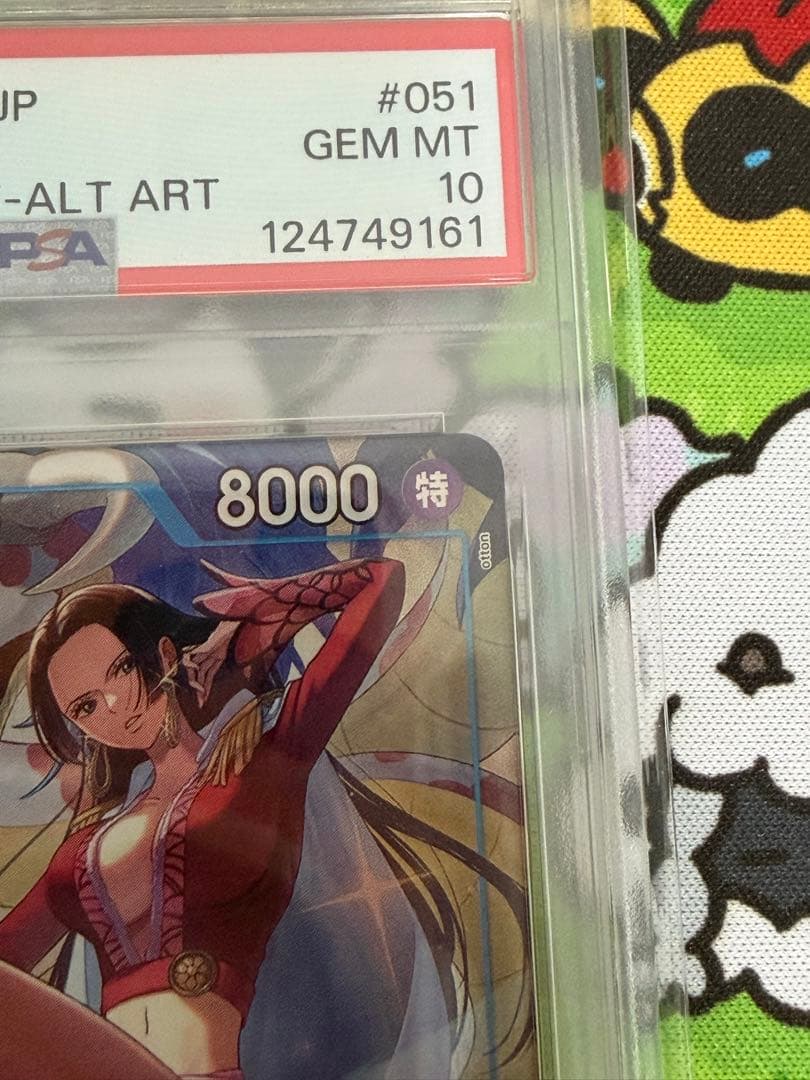 JP #051
GEM MT
-ALT ART 10
PSA 124749161
8000 特
otton